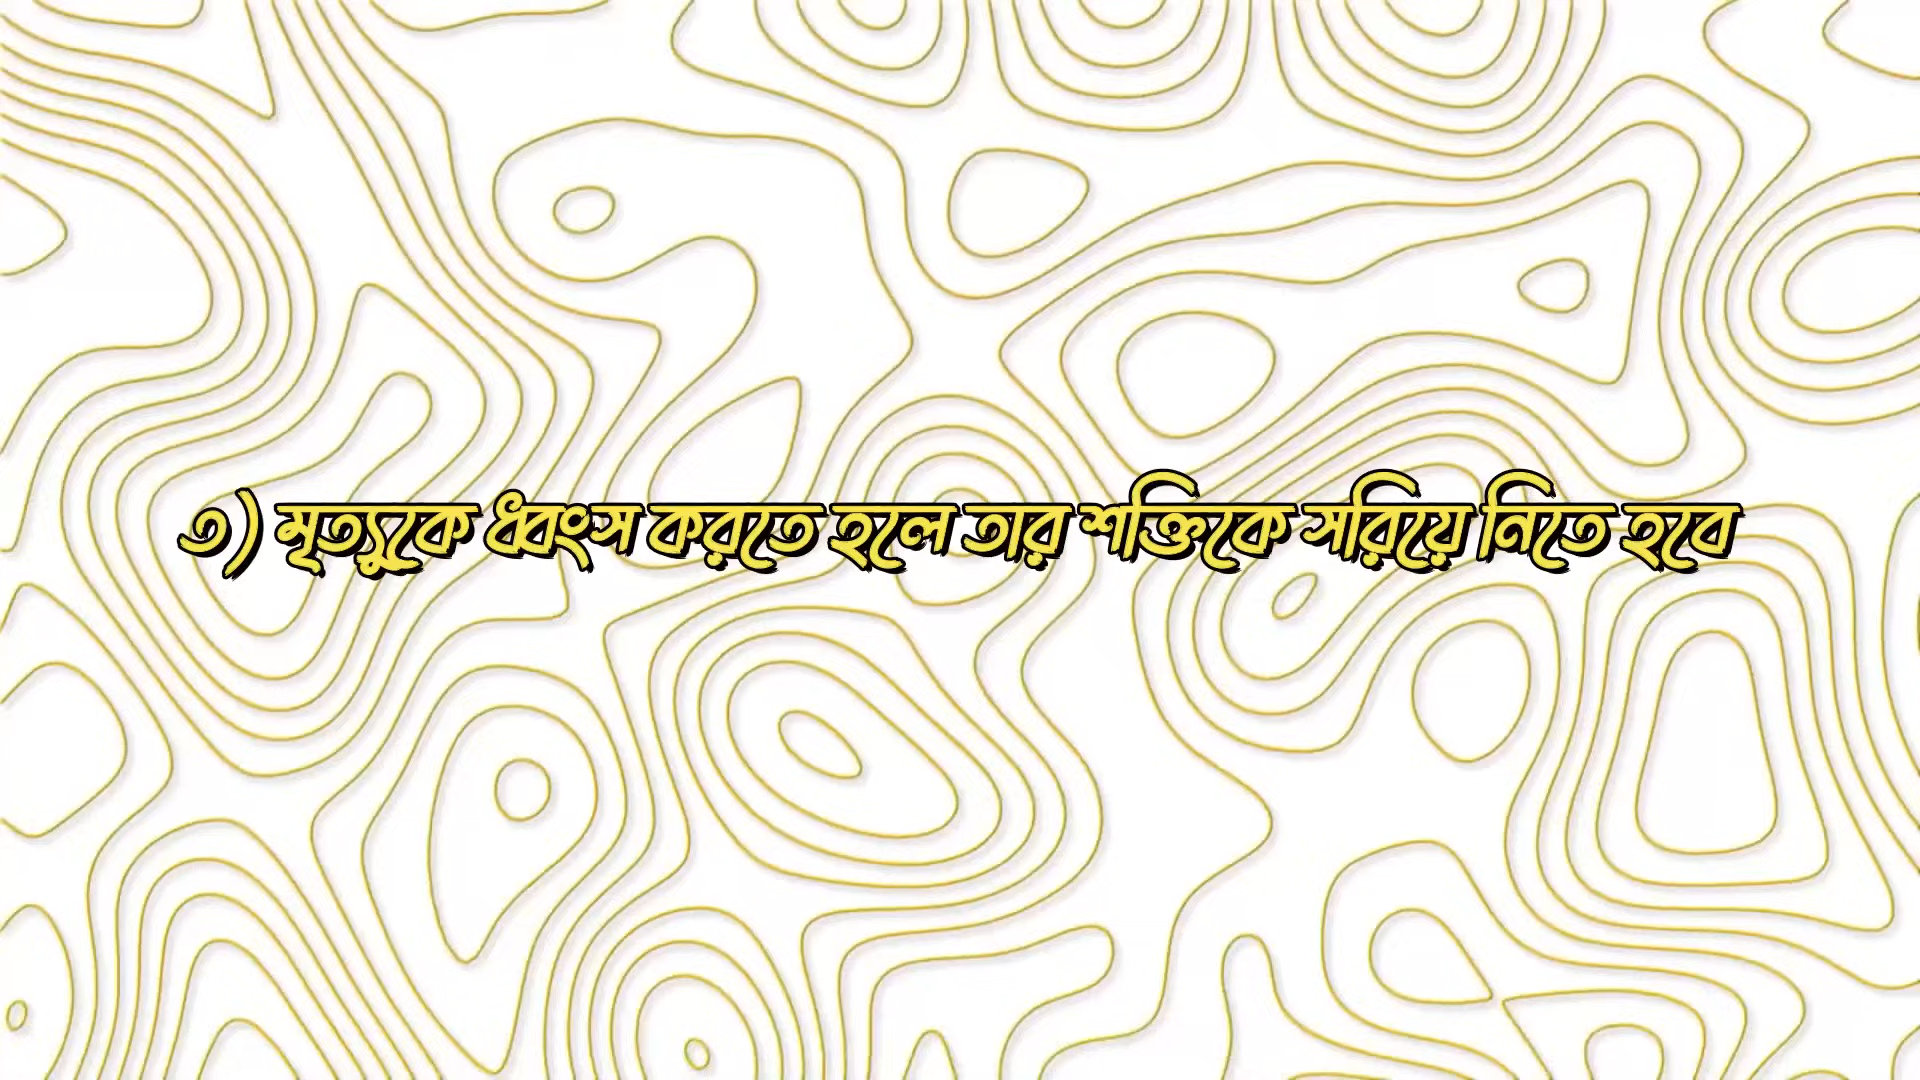 ৩) মৃত্যুকে ধ্বংস করতে হলে তার শক্তিকে সরিয়ে নিতে হবে